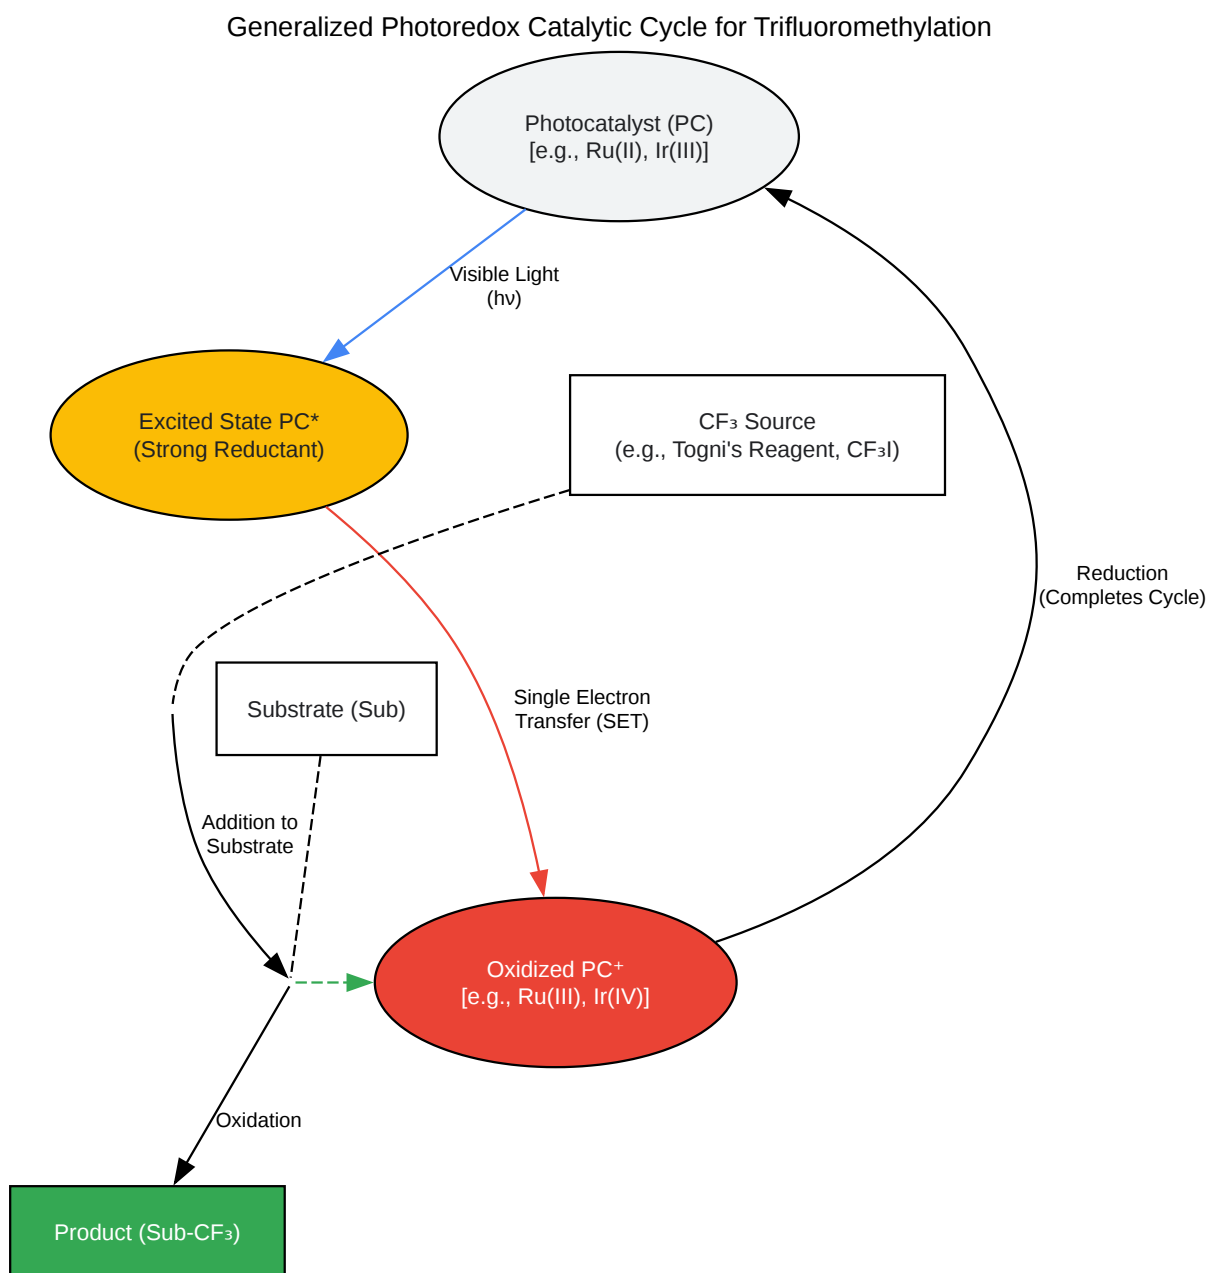 Generalized Photoredox Catalytic Cycle for Trifluoromethylation
Photocatalyst (PC)
[e.g., Ru(II), Ir(III)]
Visible Light
(hν)
Excited State PC*
(Strong Reductant)
CF₃ Source
(e.g., Togni's Reagent, CF₃I)
Reduction
(Completes Cycle)
Substrate (Sub)
Single Electron
Transfer (SET)
Addition to
Substrate
Oxidized PC⁺
[e.g., Ru(III), Ir(IV)]
Oxidation
Product (Sub-CF₃)